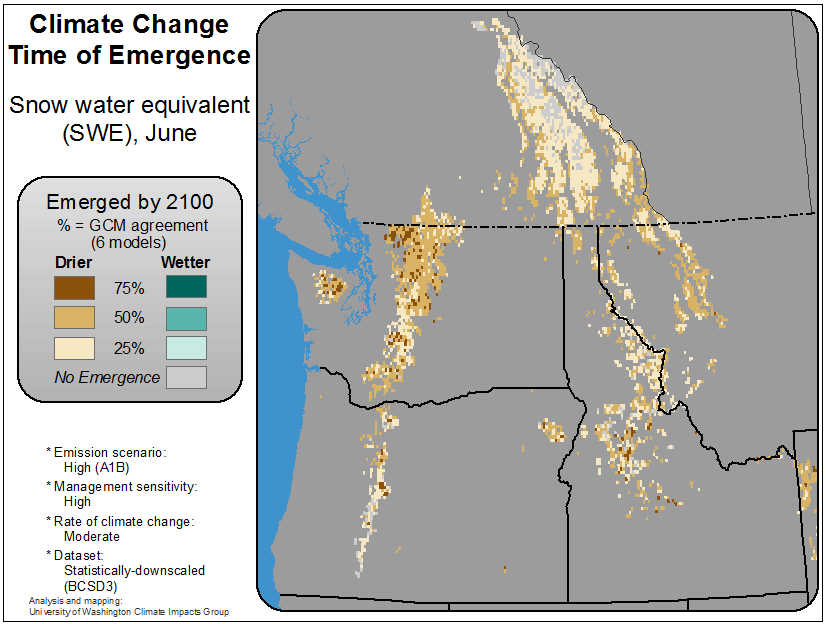 Climate Change
Time of Emergence
Snow water equivalent
(SWE), June
Emerged by 2100
% = GCM agreement
(6 models)
Drier Wetter
75%
50%
25%
No Emergence
* Emission scenario:
High (A1B)
* Management sensitivity:
High
* Rate of climate change:
Moderate
* Dataset:
Statistically-downscaled
(BCSD3)
Analysis and mapping:
University of Washington Climate Impacts Group